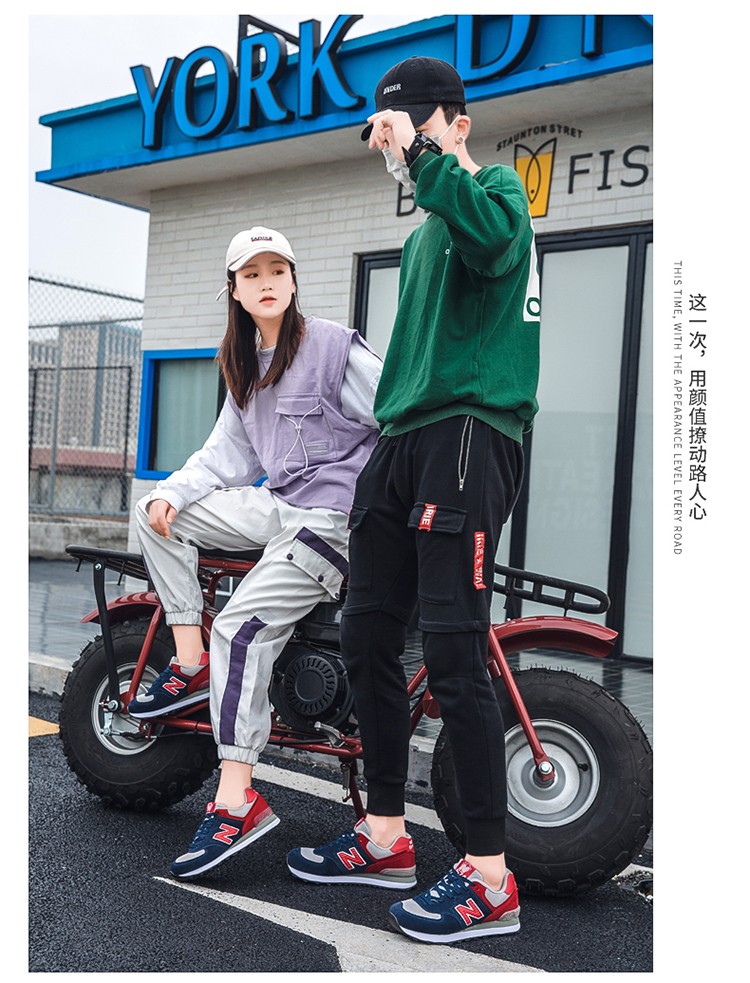 YORK D
STAUNTON STRET
B FIS
N
N
N
N
这一次，用颜值撩动路人心
THIS TIME, WITH THE APPEARANCE LEVEL EVERY ROAD